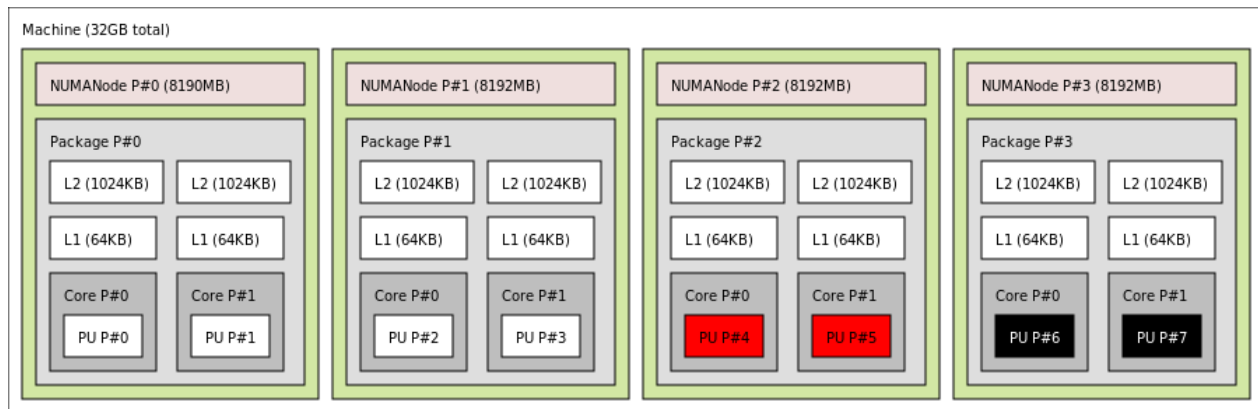 Machine (32GB total)
NUMANode P#0 (8190MB)
Package P#0
L2 (1024KB) L2 (1024KB)
L1 (64KB) L1 (64KB)
Core P#0 Core P#1
PU P#0 PU P#1
NUMANode P#1 (8192MB)
Package P#1
L2 (1024KB) L2 (1024KB)
L1 (64KB) L1 (64KB)
Core P#0 Core P#1
PU P#2 PU P#3
NUMANode P#2 (8192MB)
Package P#2
L2 (1024KB) L2 (1024KB)
L1 (64KB) L1 (64KB)
Core P#0 Core P#1
PU P#4 PU P#5
NUMANode P#3 (8192MB)
Package P#3
L2 (1024KB) L2 (1024KB)
L1 (64KB) L1 (64KB)
Core P#0 Core P#1
PU P#6 PU P#7